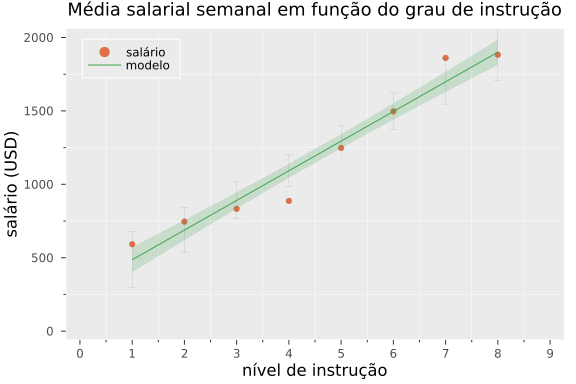 Média salarial semanal em função do grau de instrução
salário (USD)
2000
1500
1000
500
0
salário
modelo
0 1 2 3 4 5 6 7 8 9
nível de instrução